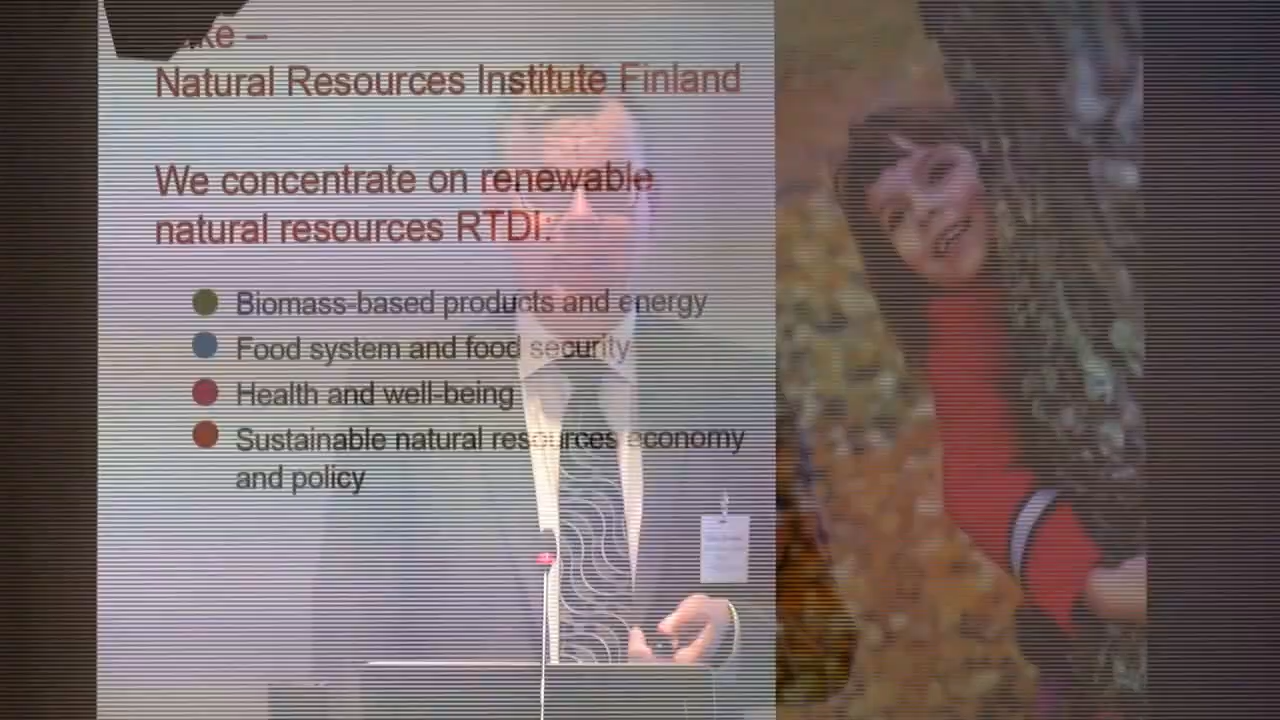 Natural Resources Institute Finland
We concentrate on renewable
natural resources RTDI:
Biomass-based products and energy
Food system and food security
Health and well-being
Sustainable natural resources economy
and policy